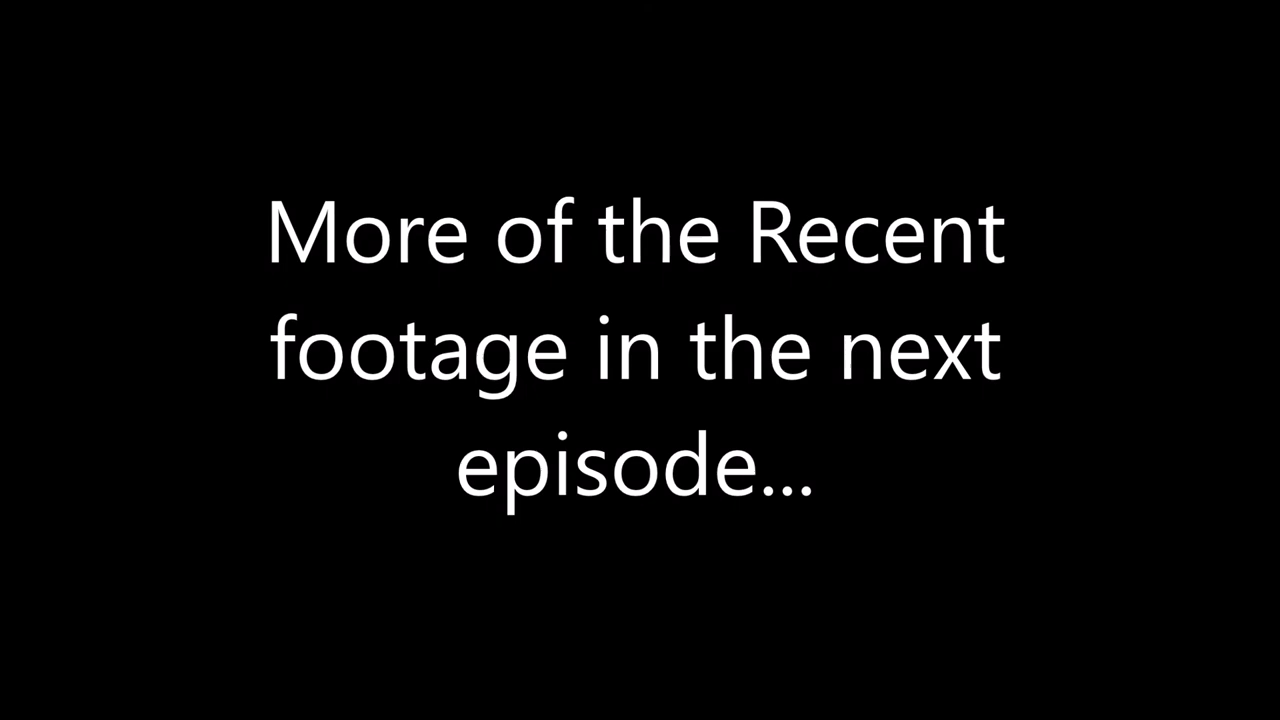 More of the Recent
footage in the next
episode...